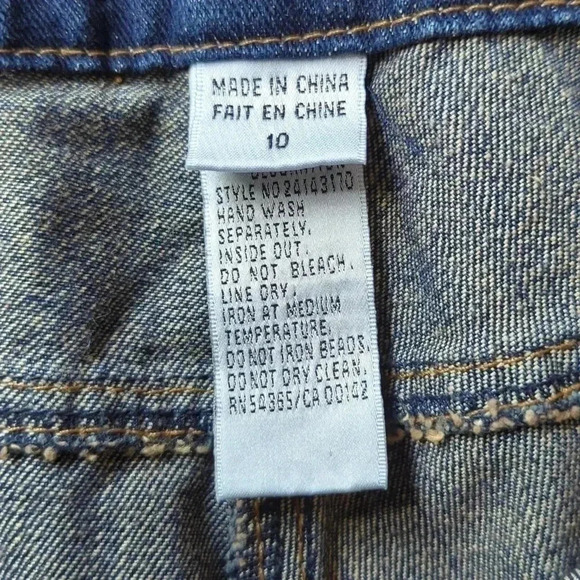 MADE IN CHINA
FAIT EN CHINE
10
STYLE NO 24143170
HAND WASH
SEPARATELY.
INSIDE OUT.
DO NOT BLEACH.
LINE DRY.
IRON AT MEDIUM
TEMPERATURE.
DO NOT IRON BEADS.
DO NOT DRY CLEAN.
RN 54365/CA 00142